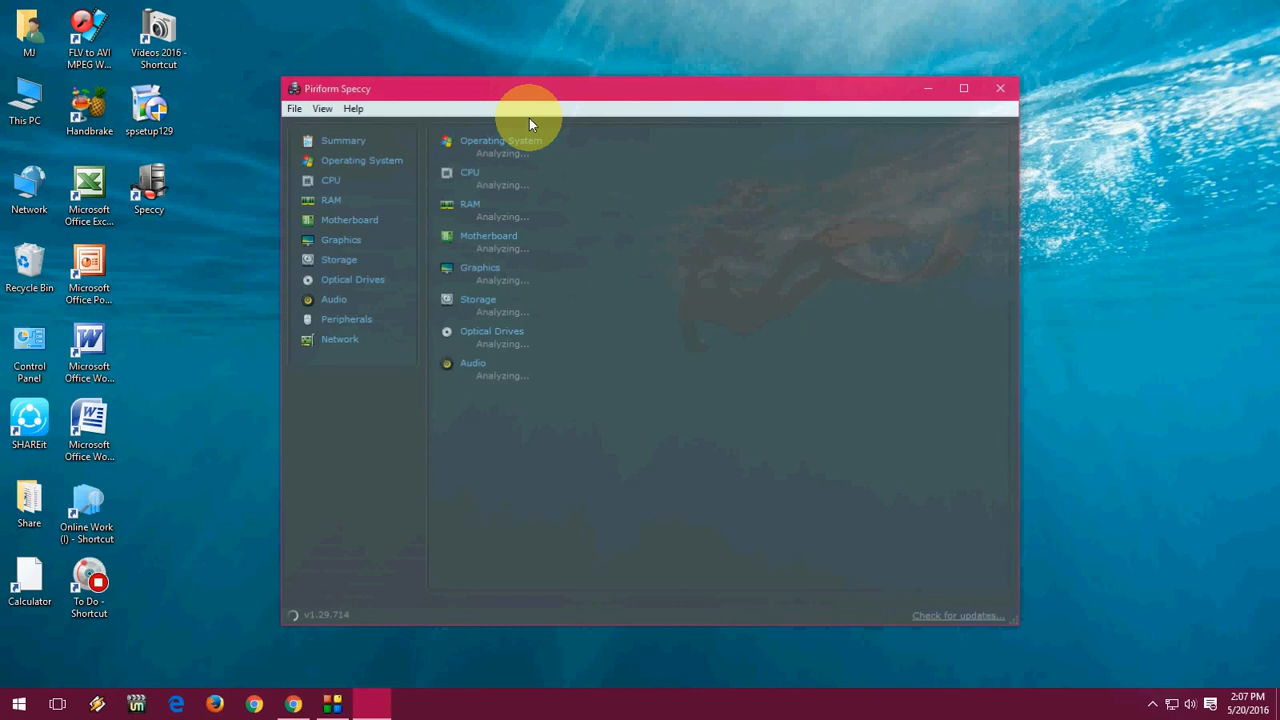 MJ
FLV to AVI
MPEG W...
Videos 2016 -
Shortcut
This PC
Handbrake
spsetup129
Network
Microsoft
Office Exc...
Speccy
Recycle Bin
Microsoft
Office Po...
Control
Panel
Microsoft
Office Wo...
SHAREit
Microsoft
Office Wo...
Share
Online Work
(I) - Shortcut
Calculator
To Do -
Shortcut
Piriform Speccy
File View Help
Summary
Operating System
CPU
RAM
Motherboard
Graphics
Storage
Optical Drives
Audio
Peripherals
Network
Operating System
Analyzing...
CPU
Analyzing...
RAM
Analyzing...
Motherboard
Analyzing...
Graphics
Analyzing...
Storage
Analyzing...
Optical Drives
Analyzing...
Audio
Analyzing...
v1.29.714
Check for updates...
2:07 PM
5/20/2016